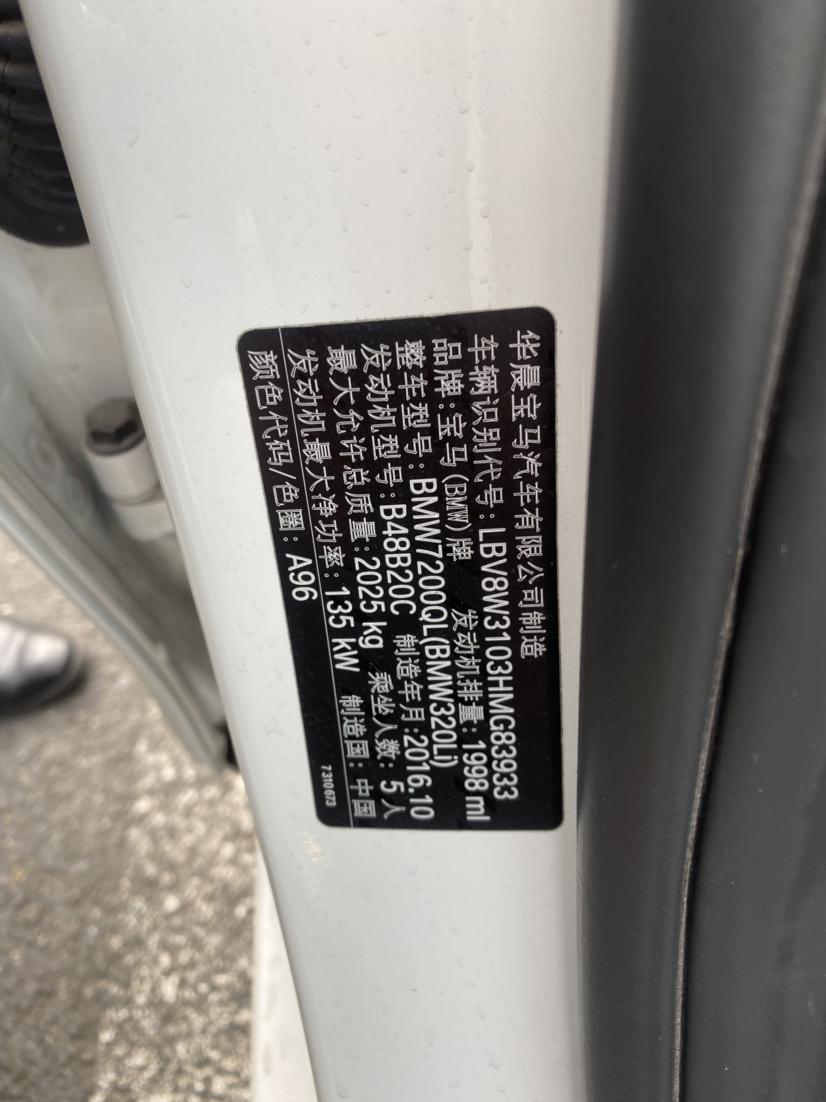 华晨宝马汽车有限公司制造
车辆识别代号:LBV8W3103HMG83933
品牌:宝马(BMW)牌 发动机排量:1998 ml
整车型号:BMW7200QL(BMW320Li)
发动机型号:B48B20C 制造年月:2016.10
最大允许总质量:2025 kg 乘坐人数: 5 人
发动机最大净功率:135 kW 制造国:中国
颜色代码/色圈:A96 7310673